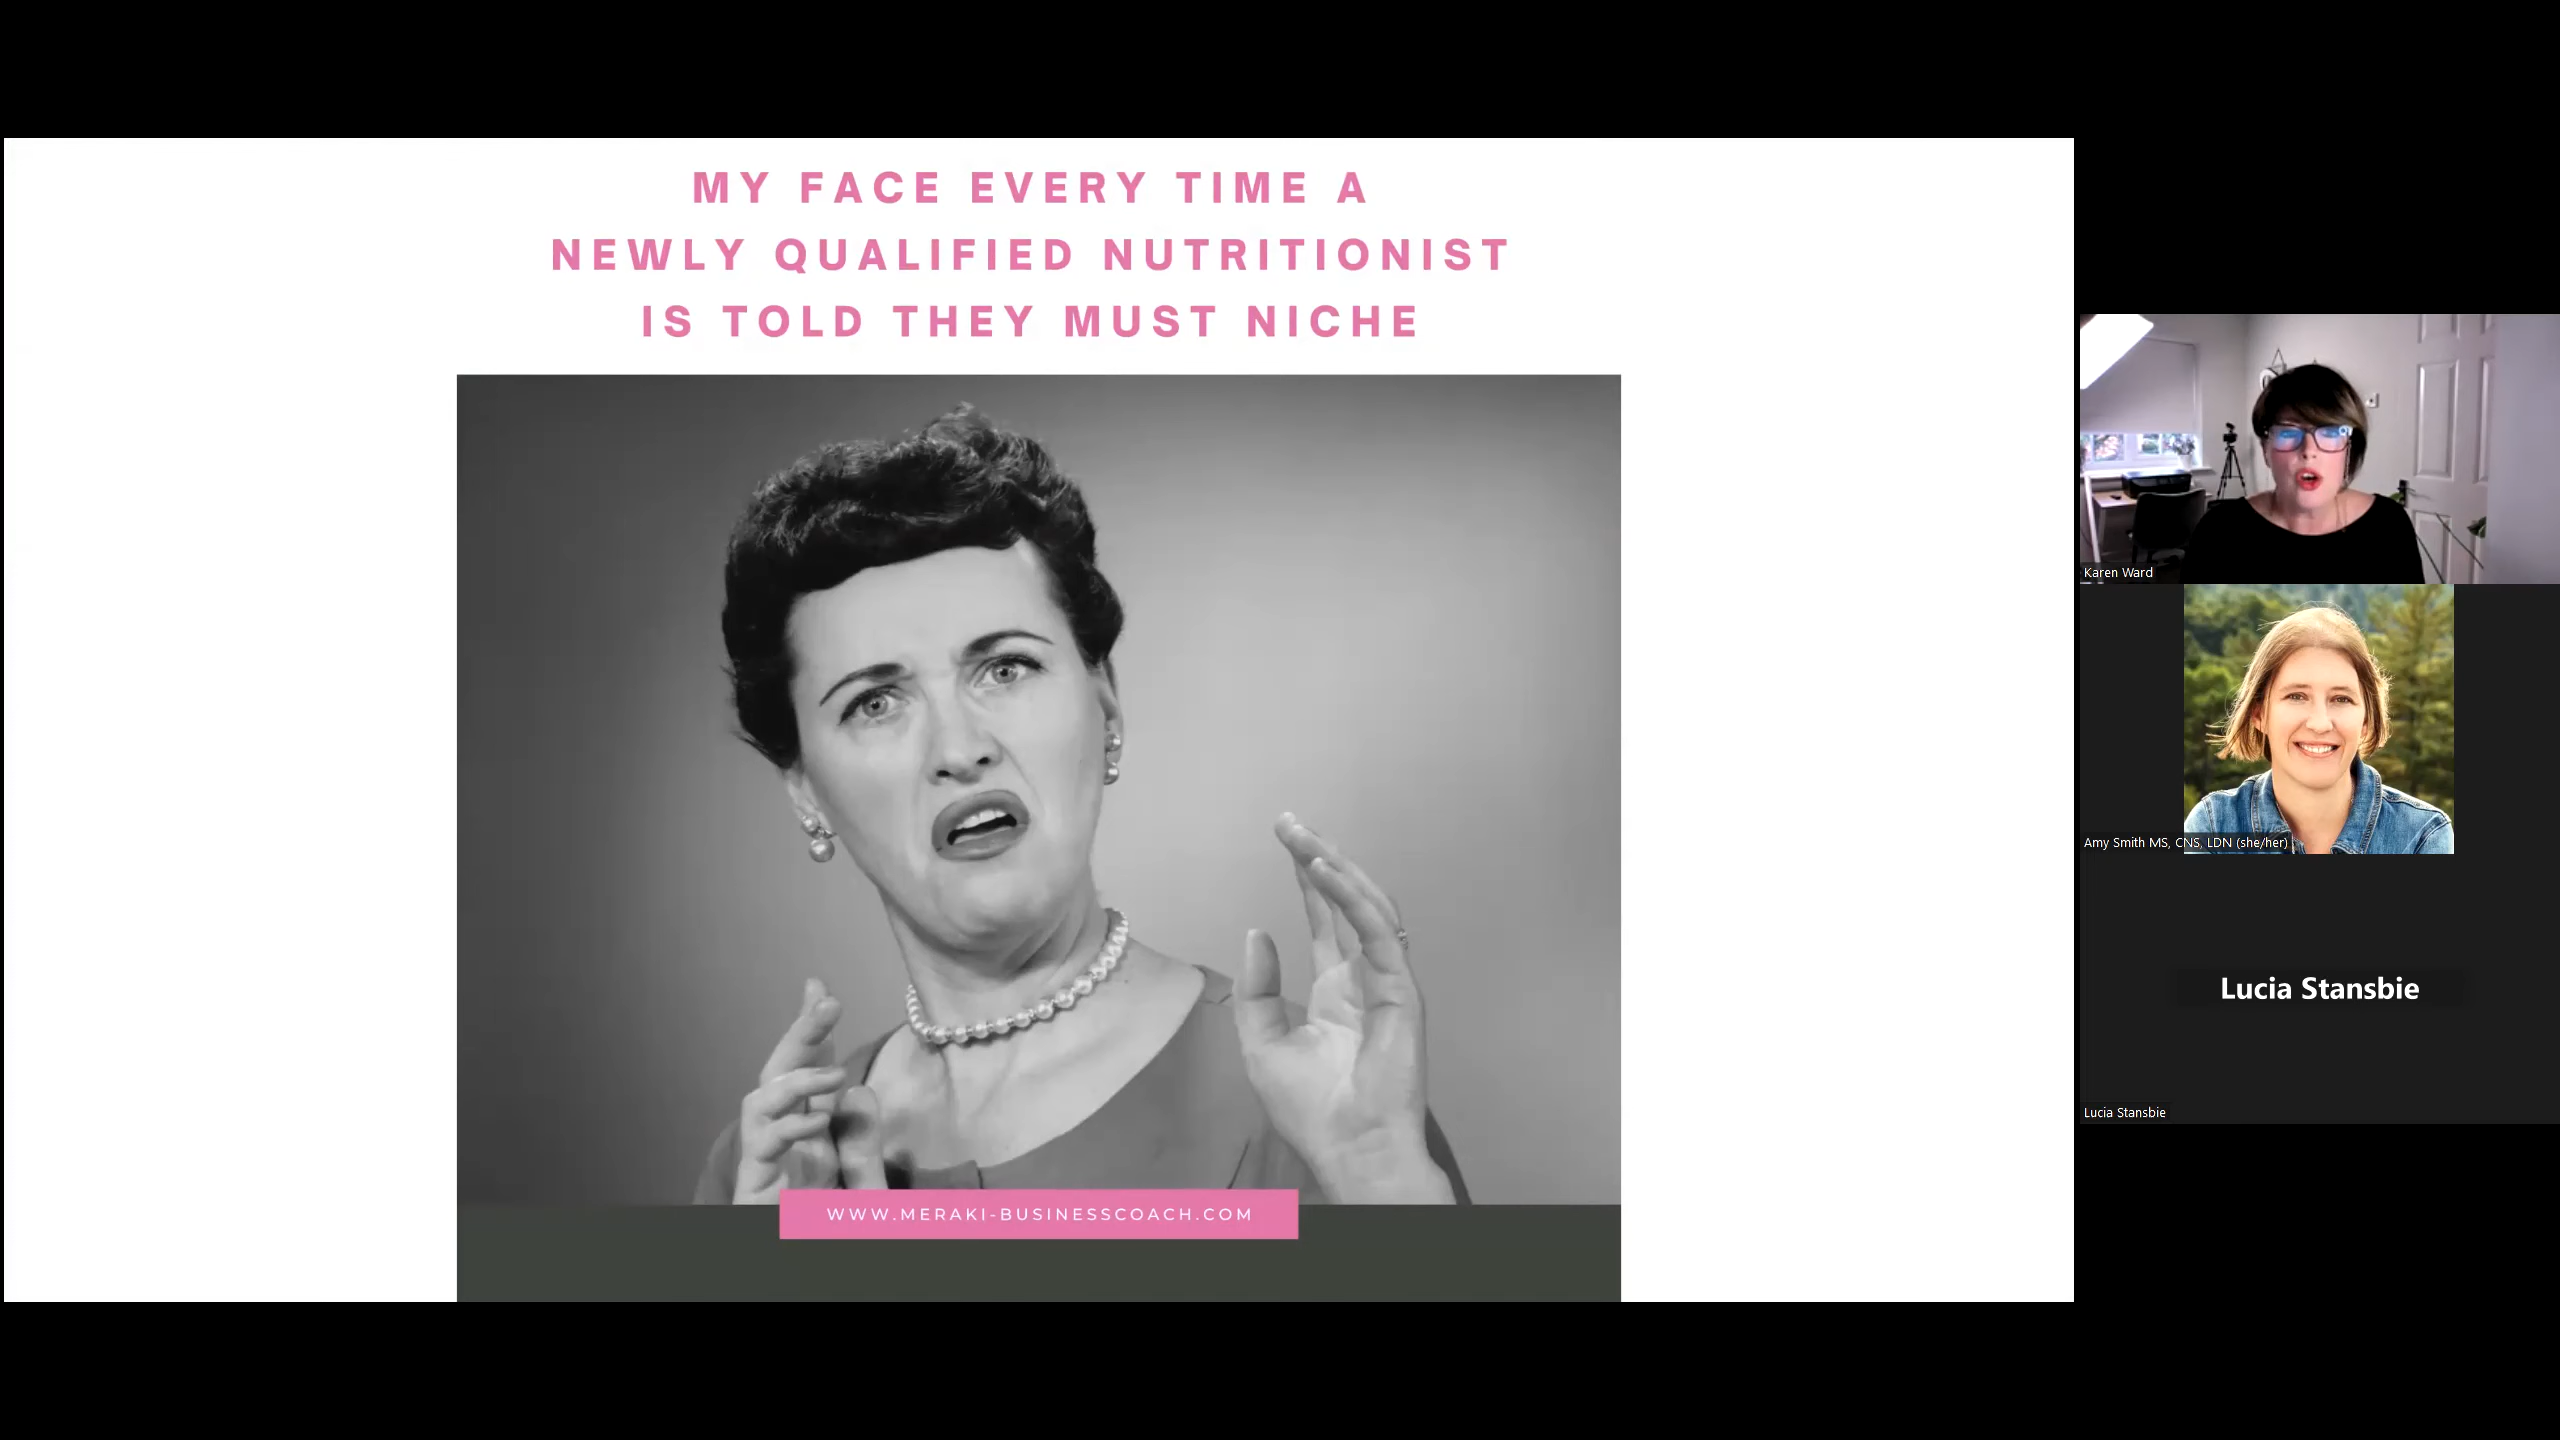 MY FACE EVERY TIME A
NEWLY QUALIFIED NUTRITIONIST
IS TOLD THEY MUST NICHE
WWW.MERAKI-BUSINESSCOACH.COM
Karen Ward
Amy Smith MS, CNS, LDN (she/her)
Lucia Stansbie
Lucia Stansbie